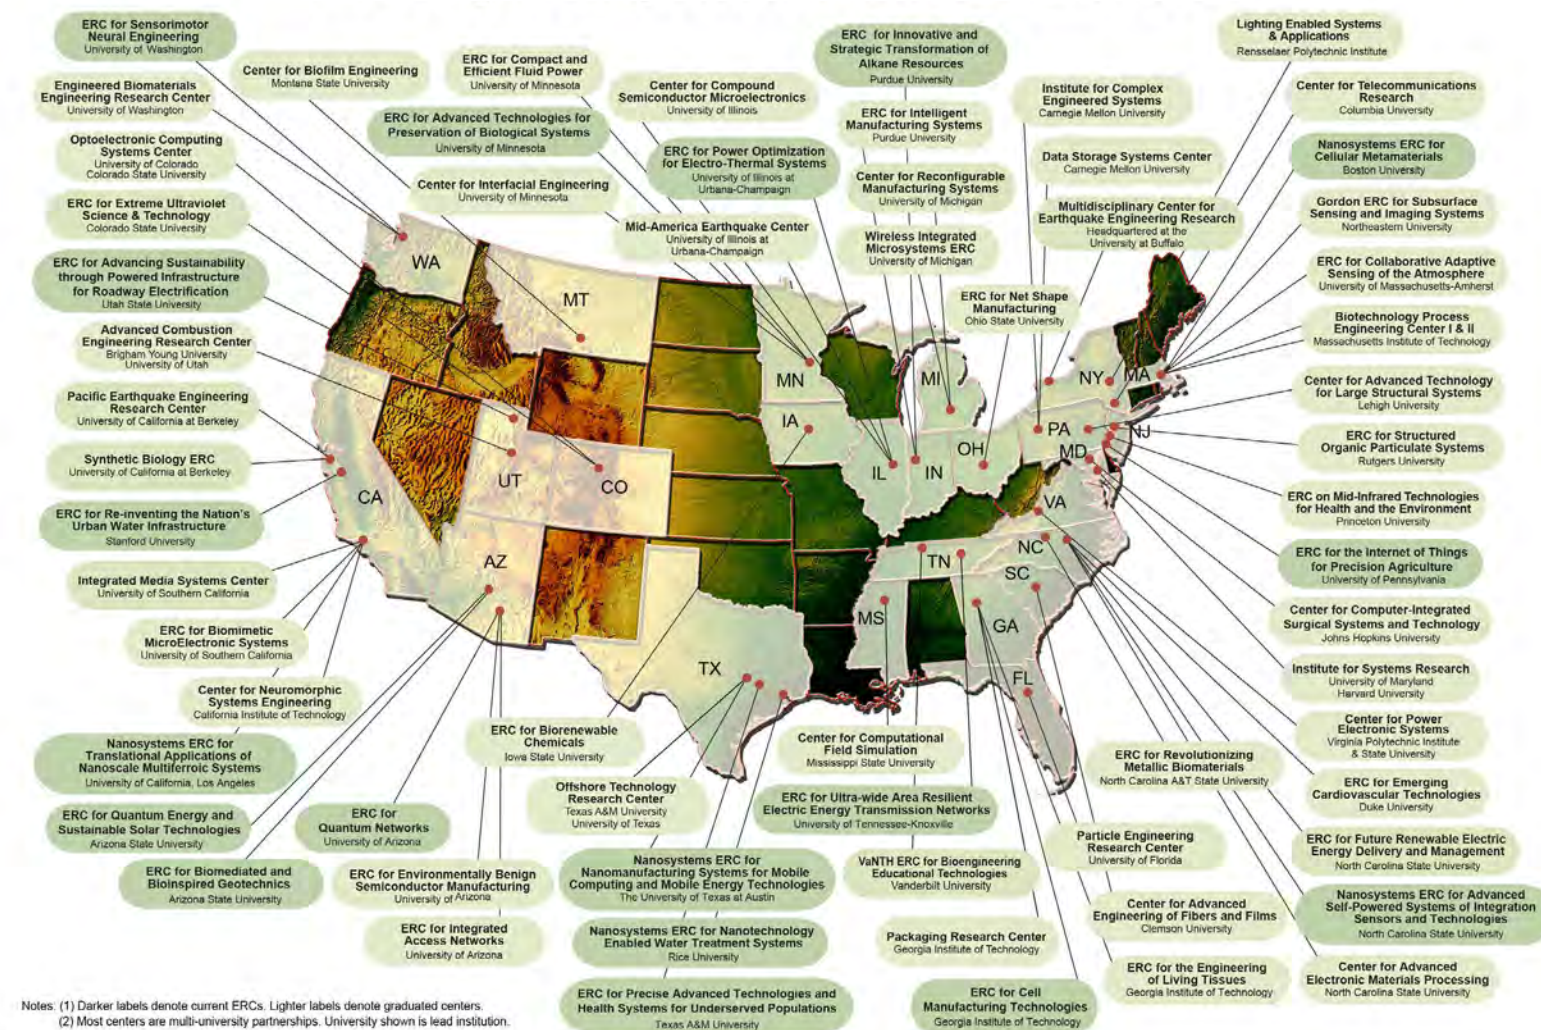 ERC for Sensorimotor
Neural Engineering
University of Washington
Engineered Biomaterials
Engineering Research Center
University of Washington
Optoelectronic Computing
Systems Center
University of Colorado
Colorado State University
ERC for Extreme Ultraviolet
Science & Technology
Colorado State University
ERC for Advancing Sustainability
through Powered Infrastructure
for Roadway Electrification
Utah State University
Advanced Combustion
Engineering Research Center
Brigham Young University
University of Utah
Pacific Earthquake Engineering
Research Center
University of California at Berkeley
Synthetic Biology ERC
University of California at Berkeley
ERC for Re-inventing the Nation's
Urban Water Infrastructure
Stanford University
Integrated Media Systems Center
University of Southern California
ERC for Biomimetic
MicroElectronic Systems
University of Southern California
Center for Neuromorphic
Systems Engineering
California Institute of Technology
Nanosystems ERC for
Translational Applications of
Nanoscale Multiferroic Systems
University of California, Los Angeles
ERC for Quantum Energy and
Sustainable Solar Technologies
Arizona State University
ERC for Biomediated and
Bioinspired Geotechnics
Arizona State University
Center for Biofilm Engineering
Montana State University
ERC for Compact and
Efficient Fluid Power
University of Minnesota
ERC for Advanced Technologies for
Preservation of Biological Systems
University of Minnesota
Center for Interfacial Engineering
University of Minnesota
Center for Compound
Semiconductor Microelectronics
University of Illinois
ERC for Power Optimization
for Electro-Thermal Systems
University of Illinois at
Urbana-Champaign
Mid-America Earthquake Center
University of Illinois at
Urbana-Champaign
ERC for Innovative and
Strategic Transformation of
Alkane Resources
Purdue University
ERC for Intelligent
Manufacturing Systems
Purdue University
Center for Reconfigurable
Manufacturing Systems
University of Michigan
Wireless Integrated
Microsystems ERC
University of Michigan
ERC for Net Shape
Manufacturing
Ohio State University
Institute for Complex
Engineered Systems
Carnegie Mellon University
Data Storage Systems Center
Carnegie Mellon University
Multidisciplinary Center for
Earthquake Engineering Research
Headquartered at the
University at Buffalo
Lighting Enabled Systems
& Applications
Rensselaer Polytechnic Institute
Center for Telecommunications
Research
Columbia University
Nanosystems ERC for
Cellular Metamaterials
Boston University
Gordon ERC for Subsurface
Sensing and Imaging Systems
Northeastern University
ERC for Collaborative Adaptive
Sensing of the Atmosphere
University of Massachusetts-Amherst
Biotechnology Process
Engineering Center I & II
Massachusetts Institute of Technology
Center for Advanced Technology
for Large Structural Systems
Lehigh University
ERC for Structured
Organic Particulate Systems
Rutgers University
ERC on Mid-Infrared Technologies
for Health and the Environment
Princeton University
ERC for the Internet of Things
for Precision Agriculture
University of Pennsylvania
Center for Computer-Integrated
Surgical Systems and Technology
Johns Hopkins University
Institute for Systems Research
University of Maryland
Harvard University
Center for Power
Electronic Systems
Virginia Polytechnic Institute
& State University
ERC for Emerging
Cardiovascular Technologies
Duke University
ERC for Future Renewable Electric
Energy Delivery and Management
North Carolina State University
Nanosystems ERC for Advanced
Self-Powered Systems of Integration
Sensors and Technologies
North Carolina State University
Center for Advanced
Electronic Materials Processing
North Carolina State University
WA
MT
MN
MI
NY
MA
IA
PA
NJ
OH
MD
IL
IN
UT
CO
CA
VA
AZ
TN
NC
SC
MS
GA
TX
FL
ERC for
Quantum Networks
University of Arizona
ERC for Environmentally Benign
Semiconductor Manufacturing
University of Arizona
ERC for Integrated
Access Networks
University of Arizona
ERC for Biorenewable
Chemicals
Iowa State University
Offshore Technology
Research Center
Texas A&M University
University of Texas
Nanosystems ERC for
Nanomanufacturing Systems for Mobile
Computing and Mobile Energy Technologies
The University of Texas at Austin
Nanosystems ERC for Nanotechnology
Enabled Water Treatment Systems
Rice University
ERC for Precise Advanced Technologies and
Health Systems for Underserved Populations
Texas A&M University
Center for Computational
Field Simulation
Mississippi State University
ERC for Ultra-wide Area Resilient
Electric Energy Transmission Networks
University of Tennessee-Knoxville
VaNTH ERC for Bioengineering
Educational Technologies
Vanderbilt University
Packaging Research Center
Georgia Institute of Technology
ERC for Cell
Manufacturing Technologies
Georgia Institute of Technology
ERC for Revolutionizing
Metallic Biomaterials
North Carolina A&T State University
Particle Engineering
Research Center
University of Florida
Center for Advanced
Engineering of Fibers and Films
Clemson University
ERC for the Engineering
of Living Tissues
Georgia Institute of Technology
Notes: (1) Darker labels denote current ERCs. Lighter labels denote graduated centers.
(2) Most centers are multi-university partnerships. University shown is lead institution.